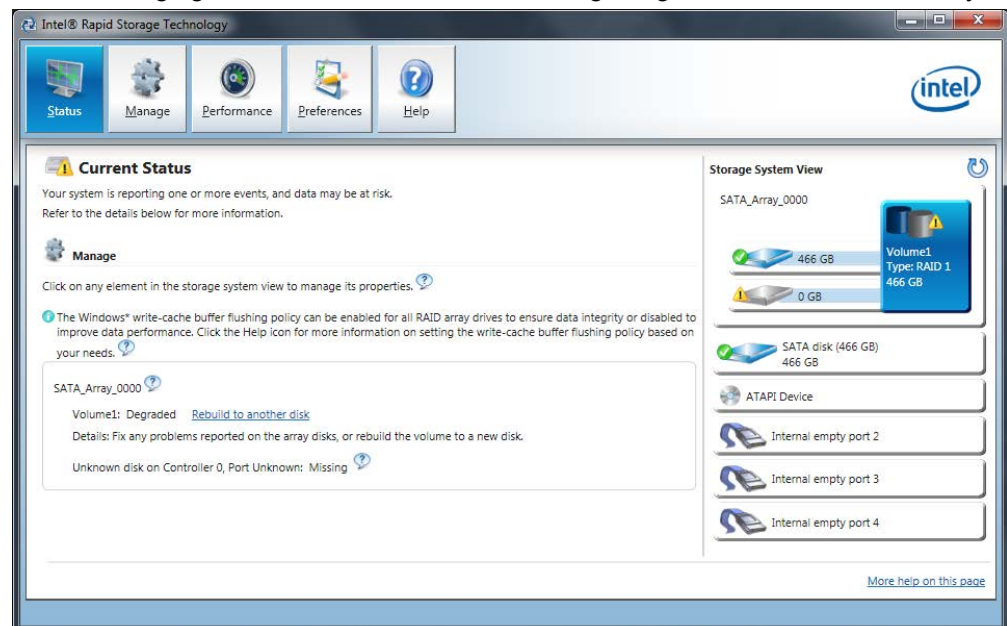 Intel® Rapid Storage Technology
Status
Manage
Performance
Preferences
Help
intel
Current Status
Your system is reporting one or more events, and data may be at risk.
Refer to the details below for more information.
Manage
Click on any element in the storage system view to manage its properties.
The Windows* write-cache buffer flushing policy can be enabled for all RAID array drives to ensure data integrity or disabled to
improve data performance. Click the Help icon for more information on setting the write-cache buffer flushing policy based on
your needs.
SATA_Array_0000
Volume1: Degraded Rebuild to another disk
Details: Fix any problems reported on the array disks, or rebuild the volume to a new disk.
Unknown disk on Controller 0, Port Unknown: Missing
Storage System View
SATA_Array_0000
466 GB
0 GB
Volume1
Type: RAID 1
466 GB
SATA disk (466 GB)
466 GB
ATAPI Device
Internal empty port 2
Internal empty port 3
Internal empty port 4
More help on this page